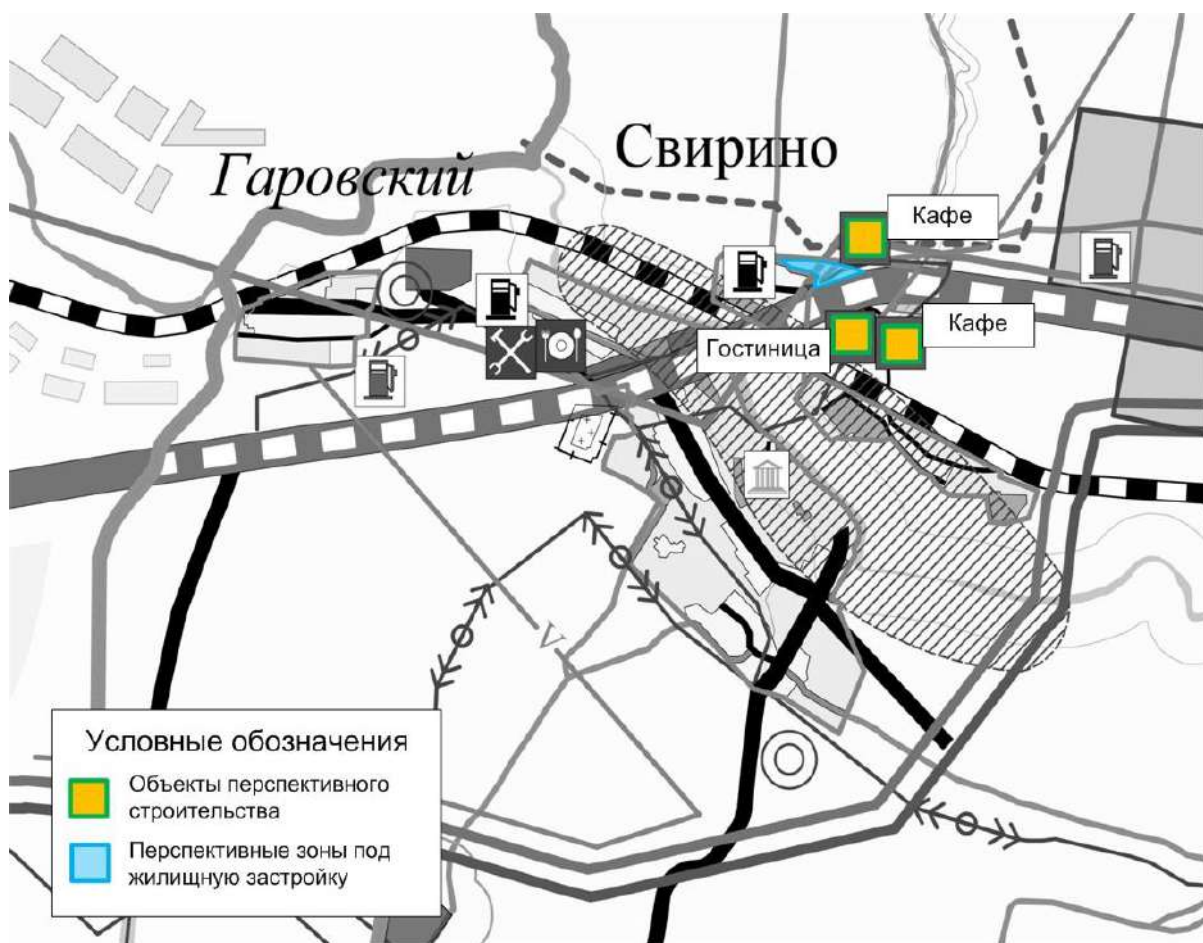 Свирино
Гаровский
Кафе
Кафе
Гостиница
V
Условные обозначения
Объекты перспективного
строительства
Перспективные зоны под
жилищную застройку